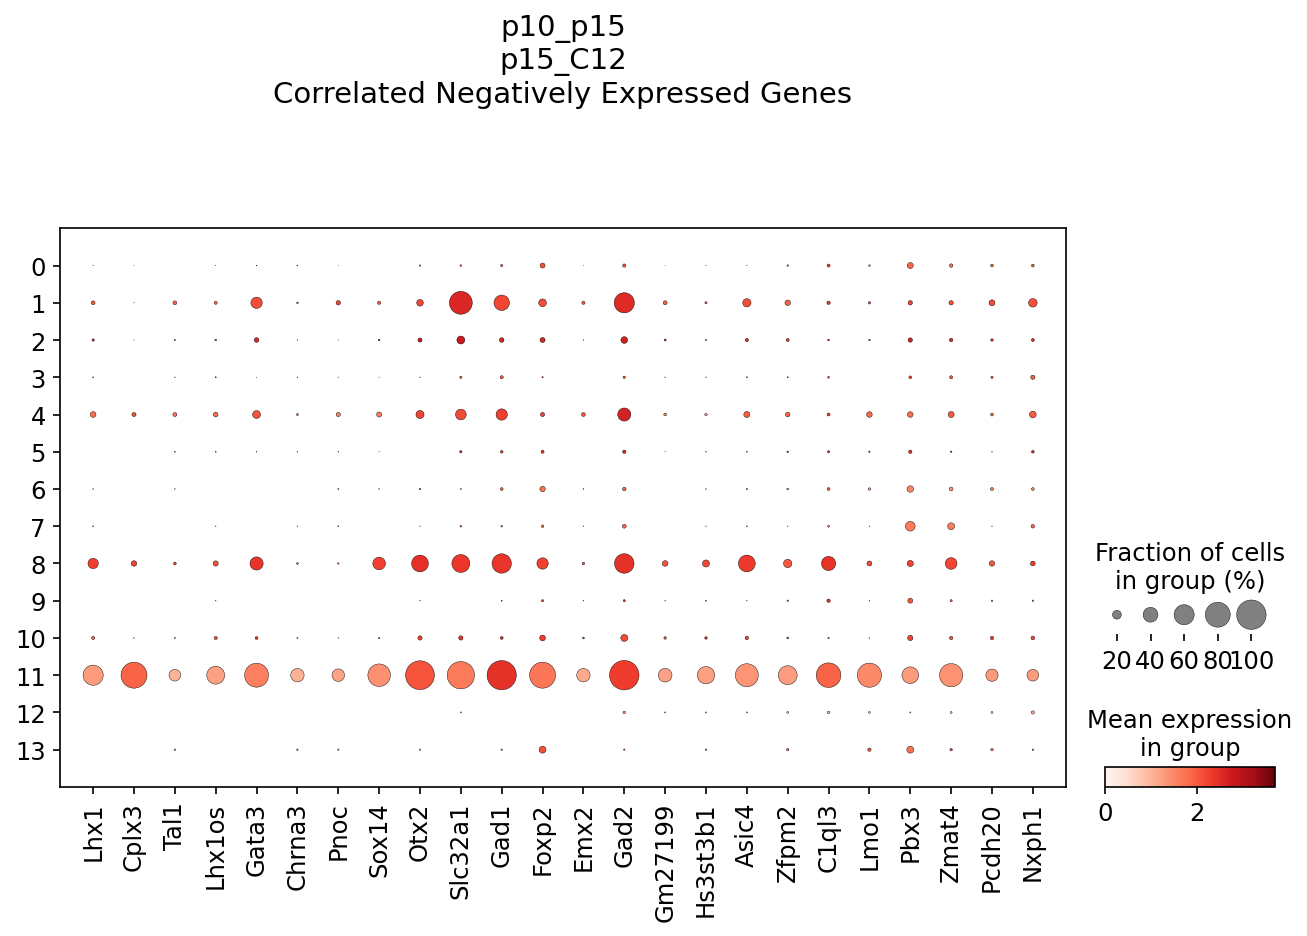 p10_p15
p15_C12
Correlated Negatively Expressed Genes
0
1
2
3
4
5
6
7
8
9
10
11
12
13
Lhx1
Cplx3
Tal1
Lhx1os
Gata3
Chrna3
Pnoc
Sox14
Otx2
Slc32a1
Gad1
Foxp2
Emx2
Gad2
Gm27199
Hs3st3b1
Asic4
Zfpm2
C1ql3
Lmo1
Pbx3
Zmat4
Pcdh20
Nxph1
Fraction of cells
in group (%)
20 40 60 80 100
Mean expression
in group
0 2